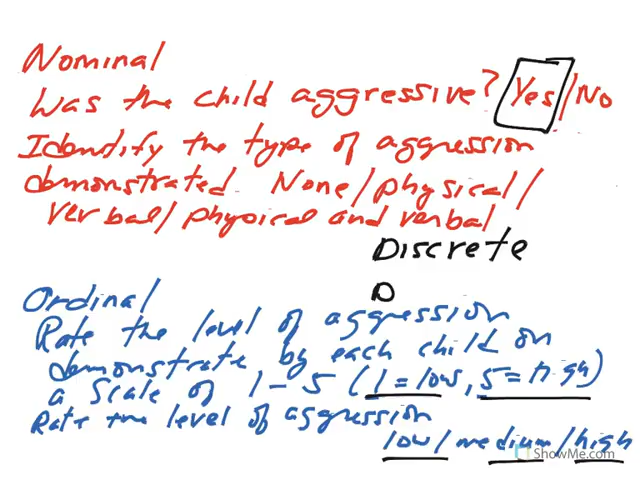 Nominal
Was the child aggressive? Yes/No
Identify the type of aggression
demonstrated. None/physical/
verbal/physical and verbal
Discrete
D
Ordinal
Rate the level of aggression
demonstrate by each child on
a scale of 1-5 (1=low, 5=high)
Rate the level of aggression
low/medium/high
ShowMe.com